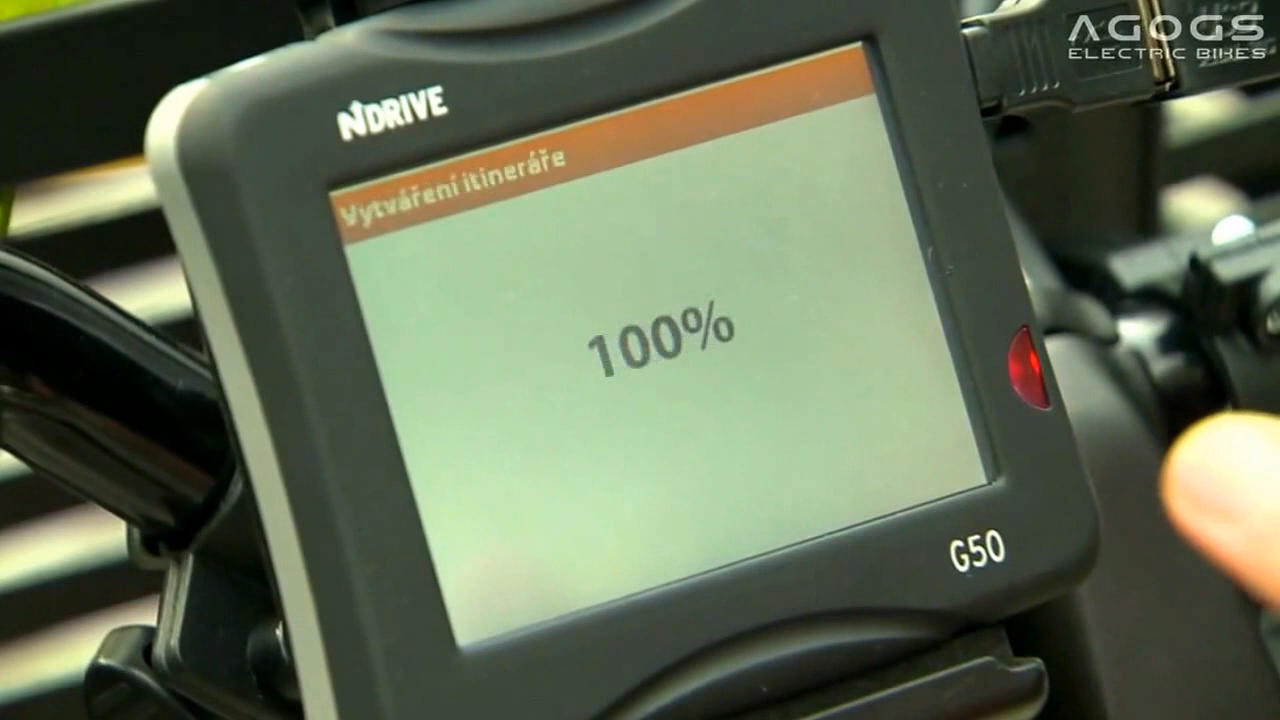 AGOGS
ELECTRIC BIKES
NDRIVE
Vytváření itineráře
100%
G50